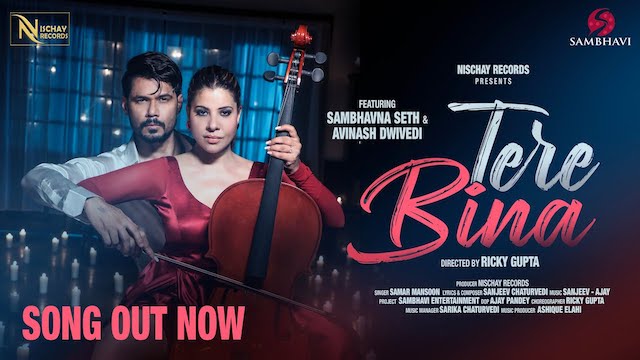 NISCHAY
RECORDS
SAMBHAVI
NISCHAY RECORDS
PRESENTS
FEATURING
SAMBHAVNA SETH &
AVINASH DWIVEDI
Tere
Bina
DIRECTED BY RICKY GUPTA
PRODUCER NISCHAY RECORDS
SINGER SAMAR MANSOON LYRICS & COMPOSER SANJEEV CHATURVEDI MUSIC SANJEEV - AJAY
PROJECT SAMBHAVI ENTERTAINMENT DOP AJAY PANDEY CHOREOGRAPHER RICKY GUPTA
MUSIC MANAGER SARIKA CHATURVEDI MUSIC PRODUCER ASHIQUE ELAHI
SONG OUT NOW